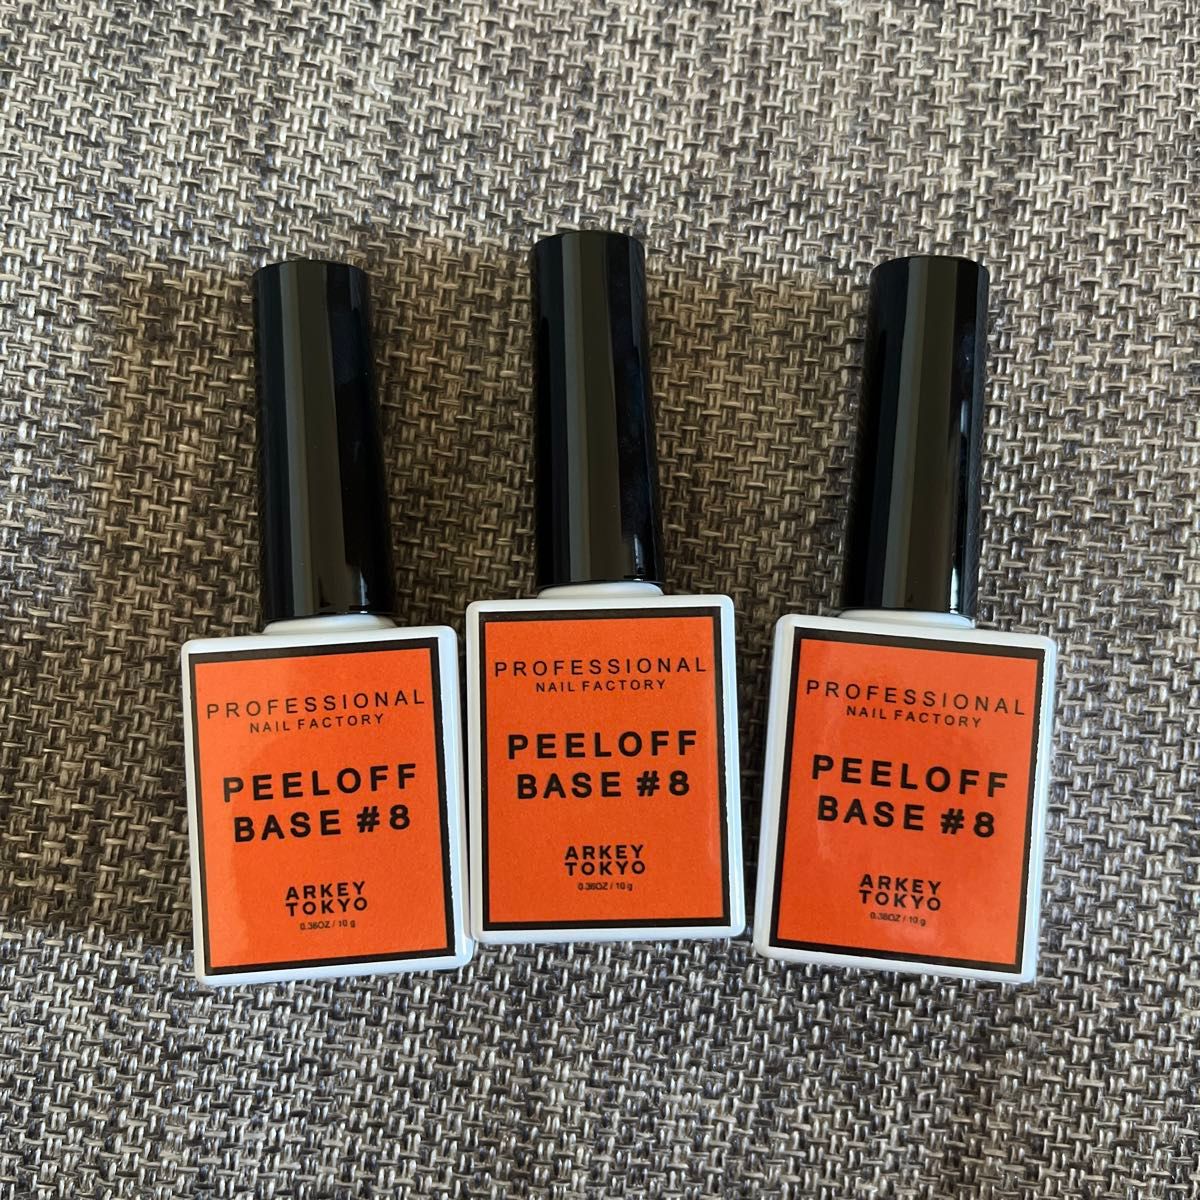 PROFESSIONAL
NAIL FACTORY
PEELOFF
BASE #8
ARKEY
TOKYO
0.36OZ / 10 g
PROFESSIONAL
NAIL FACTORY
PEELOFF
BASE #8
ARKEY
TOKYO
0.36OZ / 10 g
PROFESSIONAL
NAIL FACTORY
PEELOFF
BASE #8
ARKEY
TOKYO
0.36OZ / 10 g